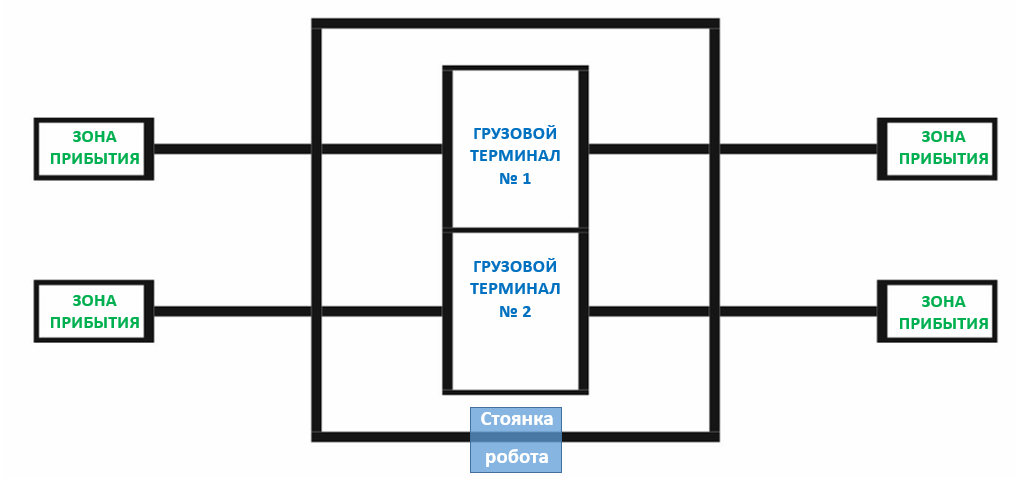 ЗОНА
ПРИБЫТИЯ
ГРУЗОВОЙ
ТЕРМИНАЛ
№ 1
ЗОНА
ПРИБЫТИЯ
ЗОНА
ПРИБЫТИЯ
ГРУЗОВОЙ
ТЕРМИНАЛ
№ 2
ЗОНА
ПРИБЫТИЯ
Стоянка
робота